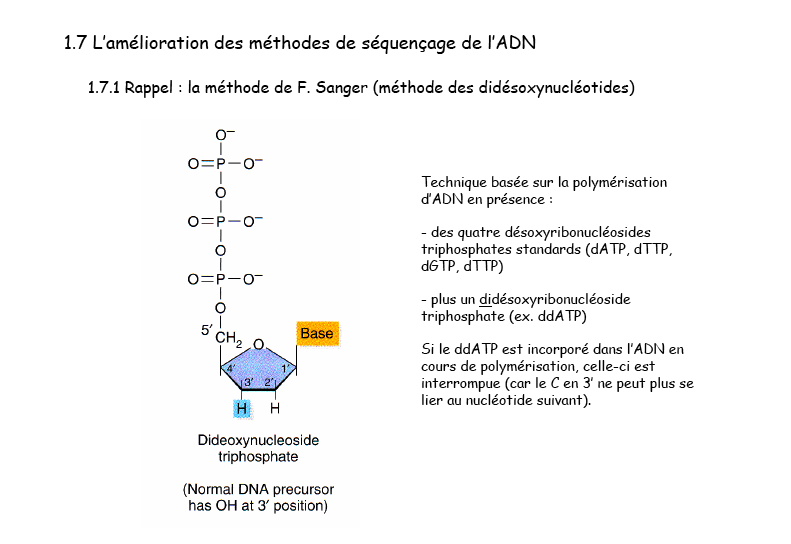 1.7 L'amélioration des méthodes de séquençage de l'ADN
1.7.1 Rappel : la méthode de F. Sanger (méthode des didésoxynucléotides)
O−
O=P−O−
O
O=P−O−
O
O=P−O−
O
5′ CH2
O
Base
4′ 1′
3′ 2′
H H
Dideoxynucleoside
triphosphate
(Normal DNA precursor
has OH at 3′ position)
Technique basée sur la polymérisation
d'ADN en présence :
- des quatre désoxyribonucléosides
triphosphates standards (dATP, dTTP,
dGTP, dTTP)
- plus un didésoxyribonucléoside
triphosphate (ex. ddATP)
Si le ddATP est incorporé dans l'ADN en
cours de polymérisation, celle-ci est
interrompue (car le C en 3' ne peut plus se
lier au nucléotide suivant).